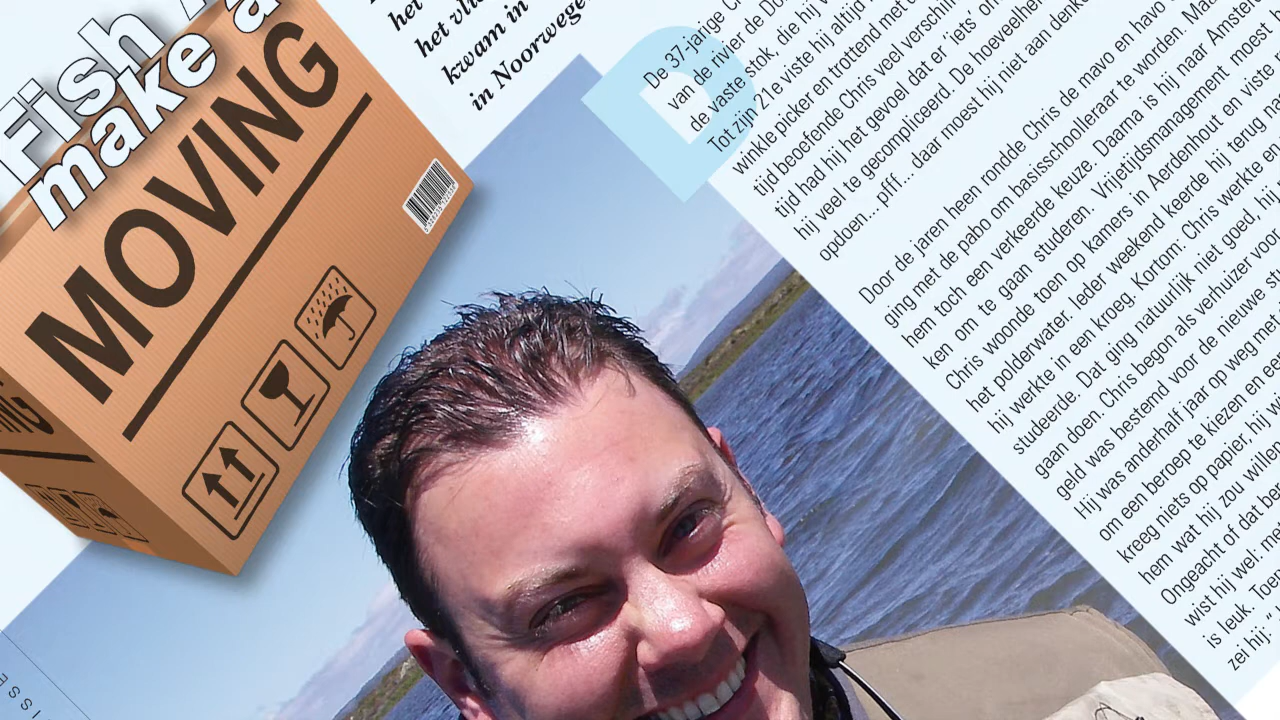 Fish
make a
MOVING
het
het vli
kwam in
in Noorwege
De 37-jarige C
van de rivier de Do
de vaste stok, die hij v
Tot zijn 21e viste hij altijd
winkle picker en trottend met
tijd beoefende Chris veel verschil
tijd had hij het gevoel dat er 'iets' on
hij veel te gecompliceerd. De hoeveelhe
opdoen... pfff... daar moest hij niet aan denke
Door de jaren heen rondde Chris de mavo en havo
ging met de pabo om basisschoolleraar te worden. Maa
hem toch een verkeerde keuze. Daarna is hij naar Amsterd
ken om te gaan studeren. Vrijetijdsmanagement moest h
Chris woonde toen op kamers in Aerdenhout en viste
het polderwater. Ieder weekend keerde hij terug na
hij werkte in een kroeg. Kortom: Chris werkte en
studeerde. Dat ging natuurlijk niet goed, hij
gaan doen. Chris begon als verhuizer voor
geld was bestemd voor de nieuwe st
Hij was anderhalf jaar op weg met
om een beroep te kiezen en ee
kreeg niets op papier, hij w
hem wat hij zou willen
Ongeacht of dat be
wist hij wel: me
is leuk. Toe
zei hij: "